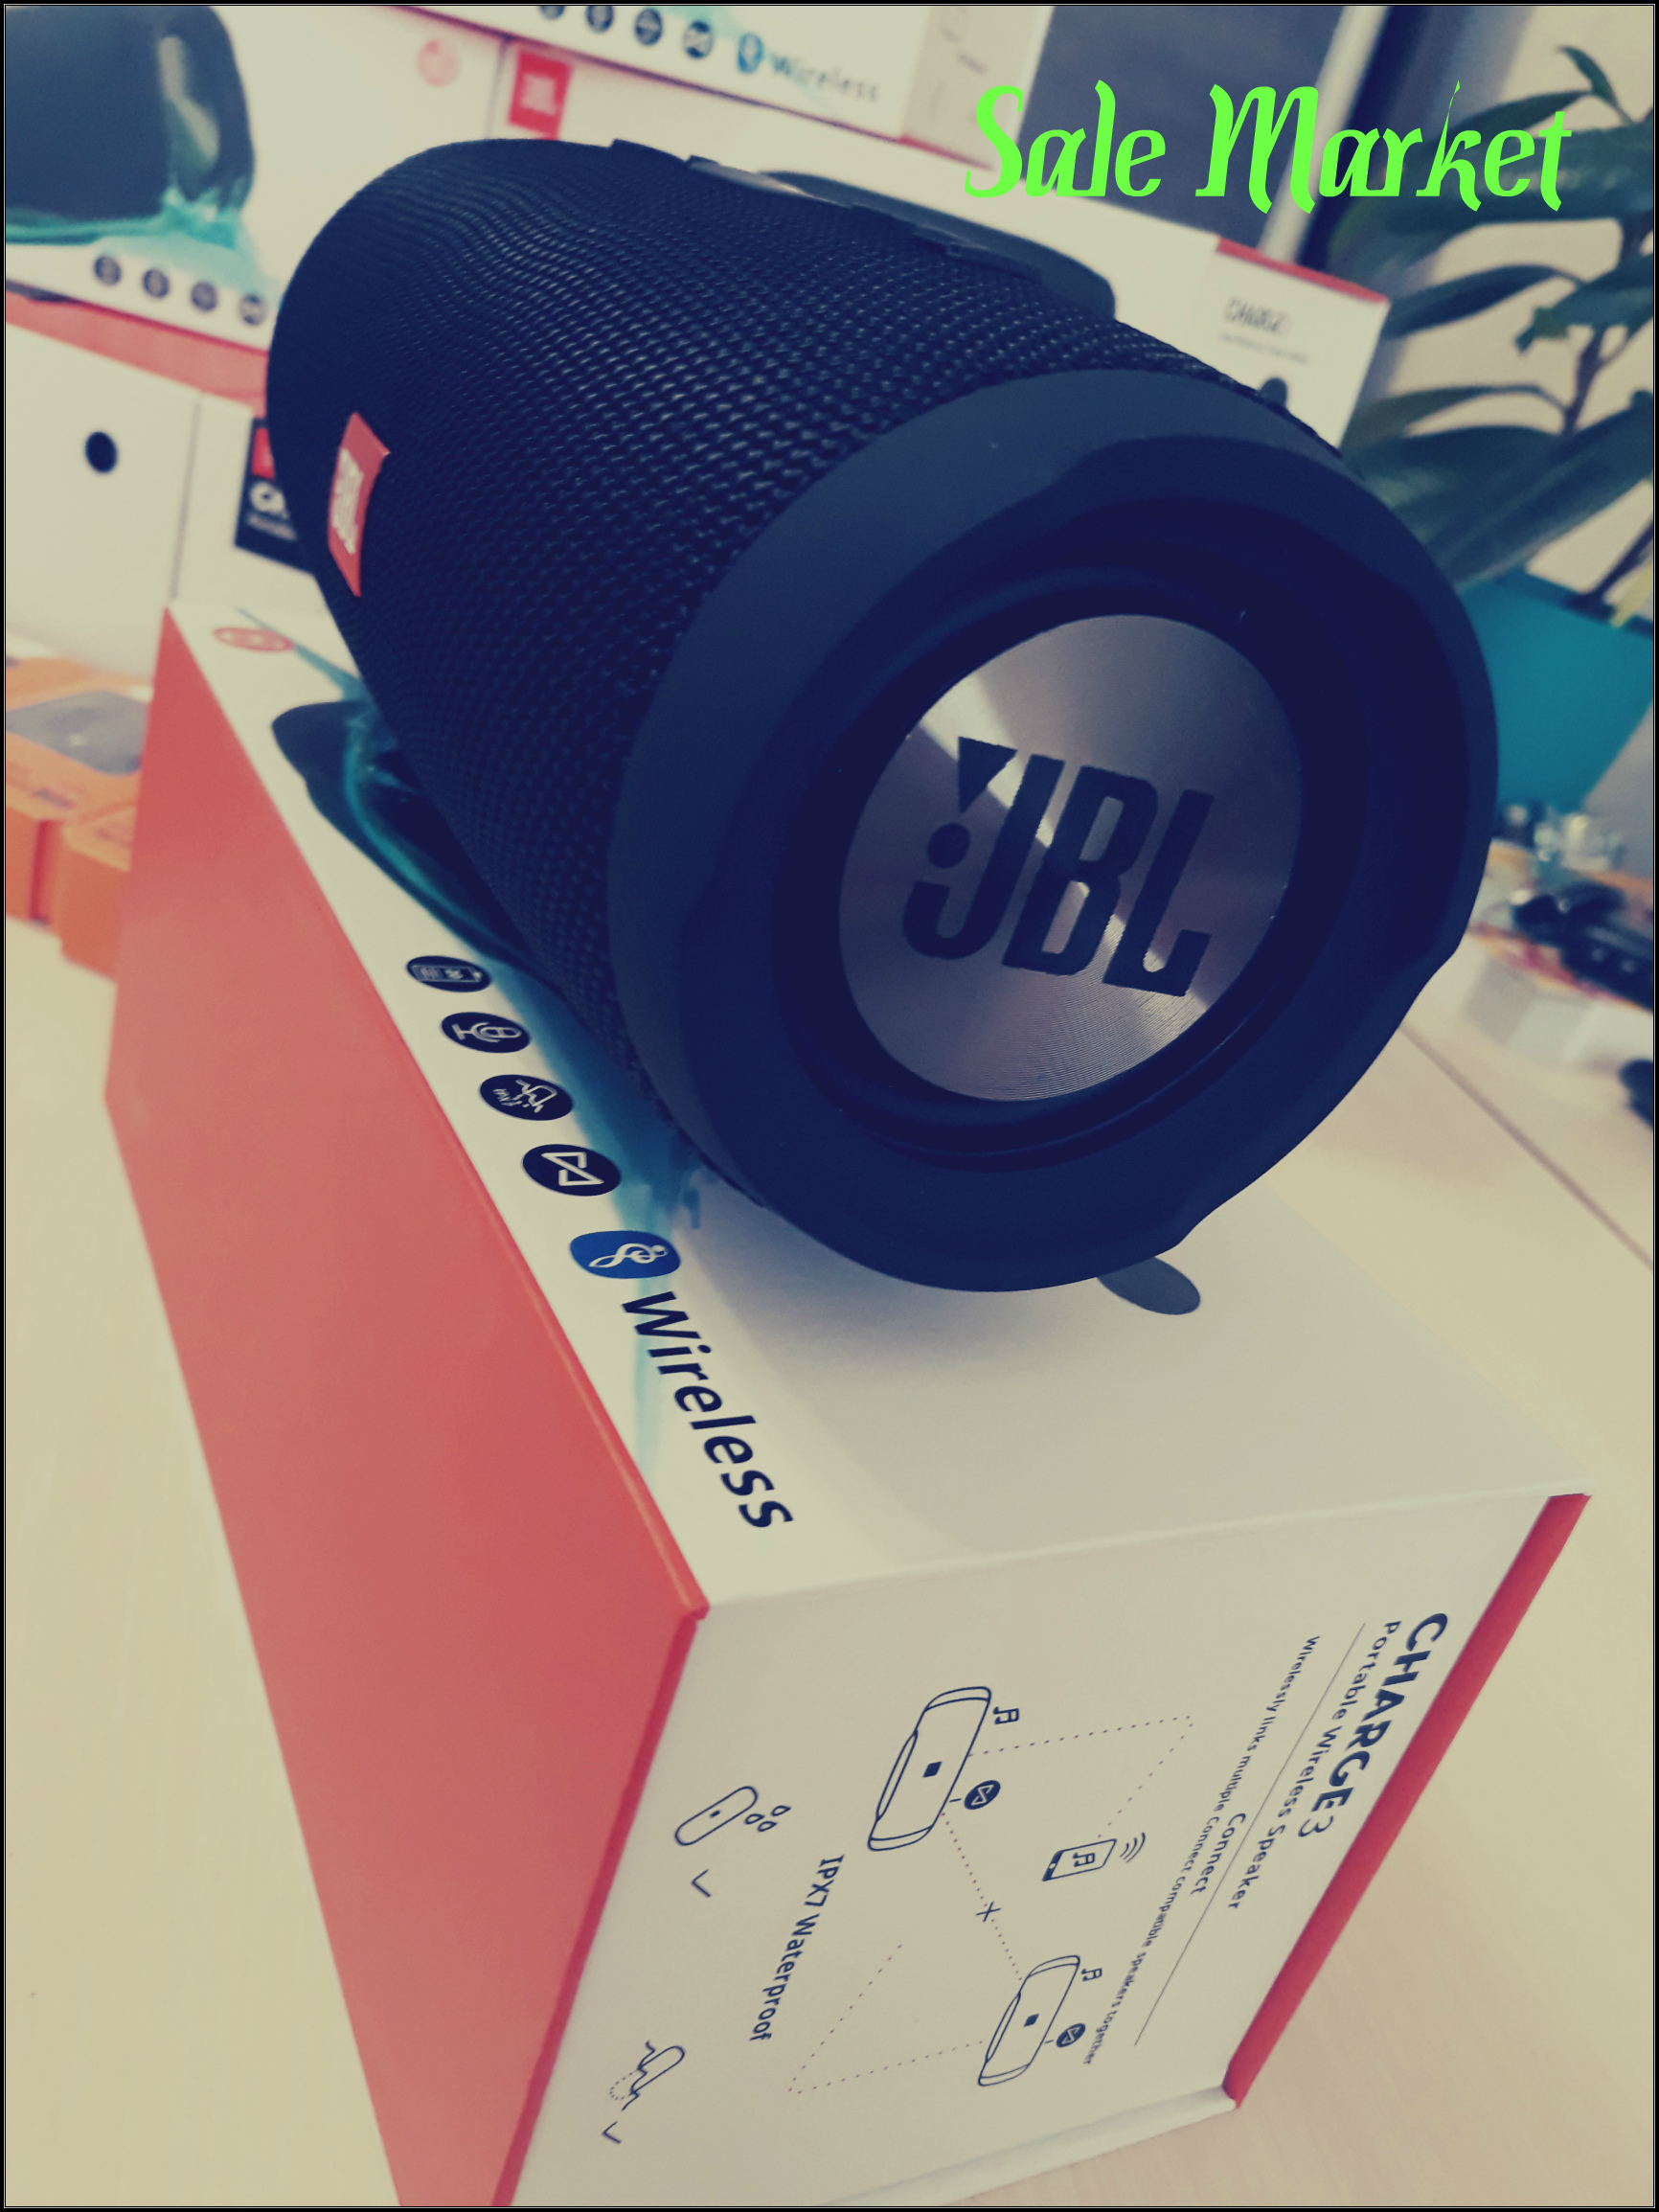 Sale Market
Wireless
JBL
JBL
Wireless
CHARGE3
Portable Wireless Speaker
Connect
Wirelessly links multiple Connect compatible speakers together
IPX7 Waterproof